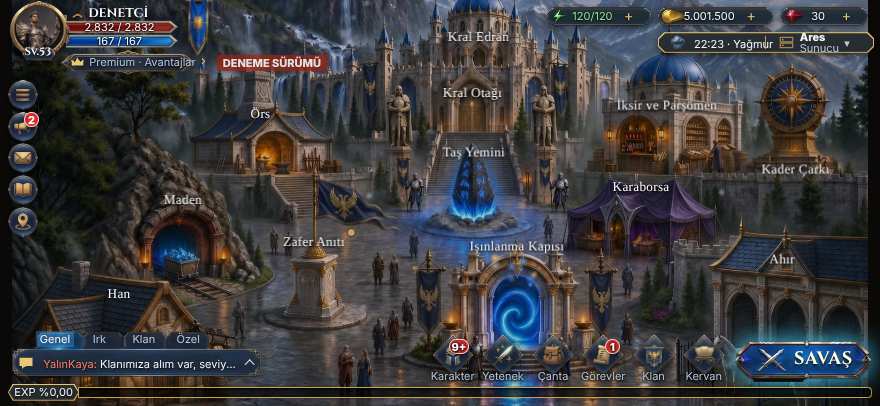 DENETÇİ
2.832 / 2.832
167 / 167
SV.53
Premium · Avantajlar
DENEME SÜRÜMÜ
120/120 +
5.001.500 +
30 +
22:23 · Yağmur
Ares
Sunucu ▼
Kral Edran
Kral Otağı
Örs
İksir ve Parşömen
Taş Yemini
Kader Çarkı
Karaborsa
Maden
2
Zafer Anıtı
Işınlanma Kapısı
Ahır
Han
Genel
Irk
Klan
Özel
YalınKaya: Klanımıza alım var, seviy...
9+
1
Karakter
Yetenek
Çanta
Görevler
Klan
Kervan
SAVAŞ
EXP %0,00